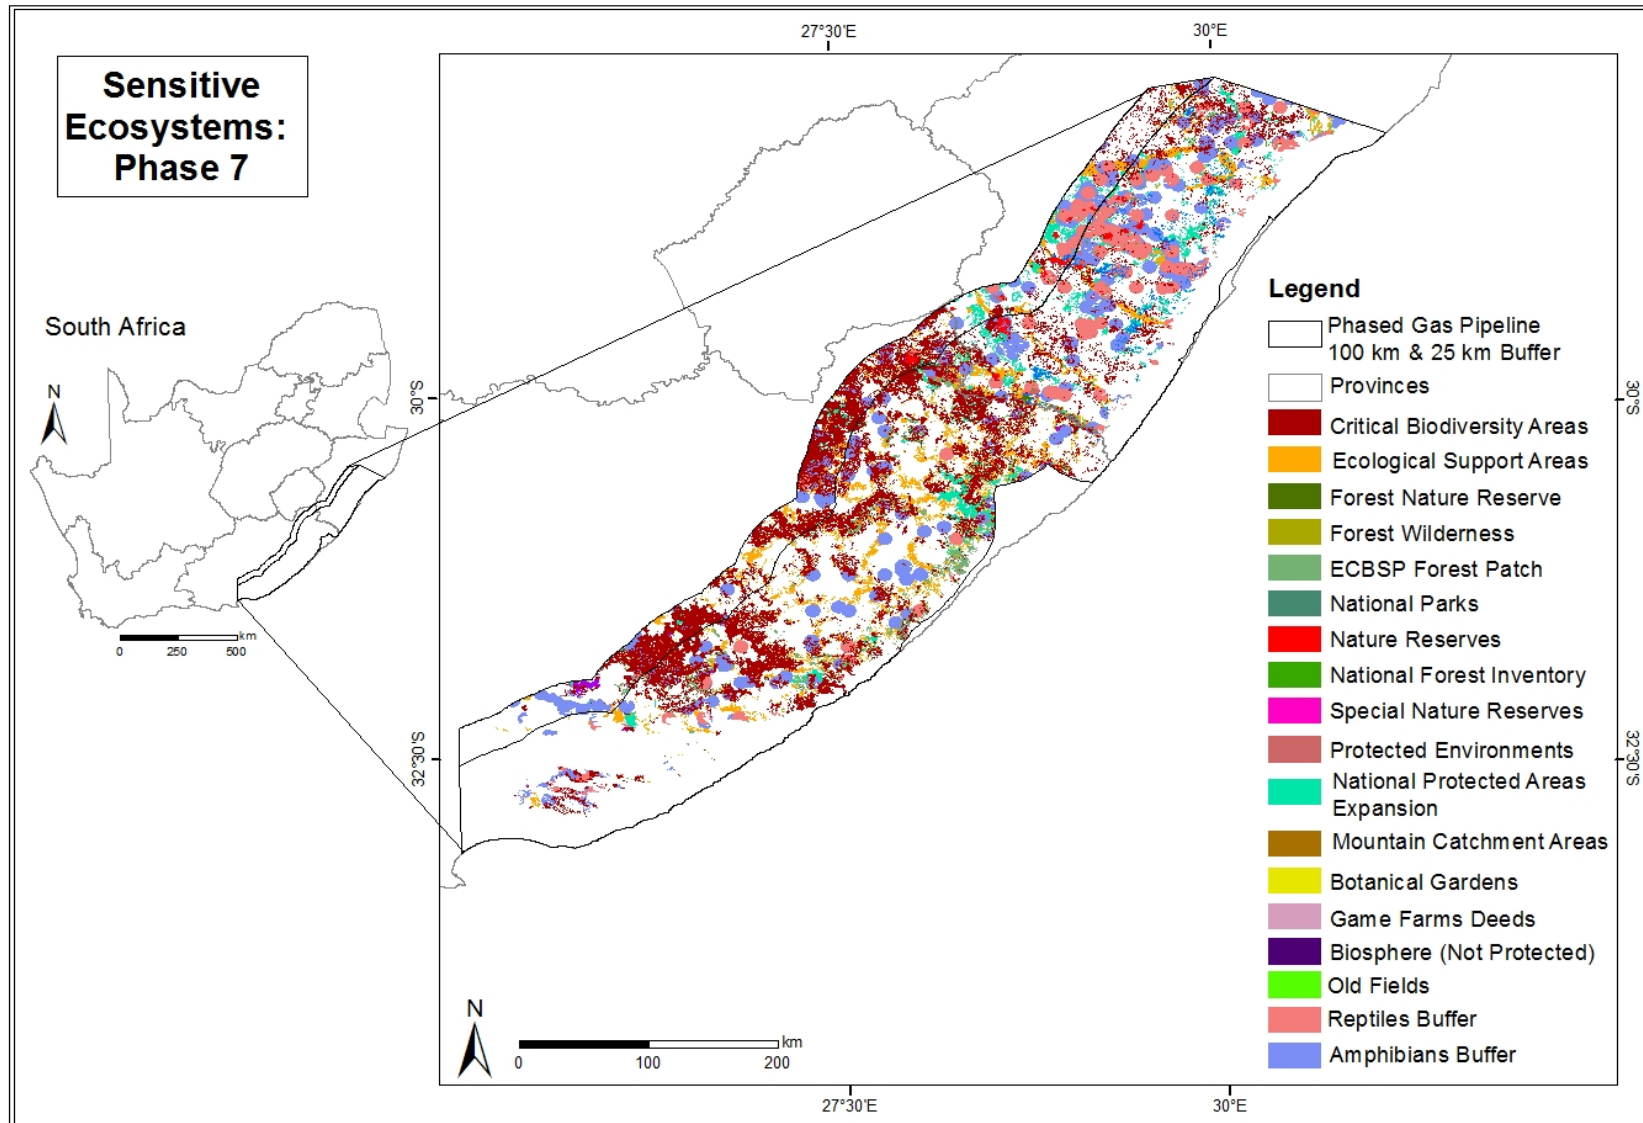 Sensitive
Ecosystems:
Phase 7
27°30'E
30°E
South Africa
N
km
0 250 500
30°S
32°30'S
30°S
32°30'S
Legend
Phased Gas Pipeline
100 km & 25 km Buffer
Provinces
Critical Biodiversity Areas
Ecological Support Areas
Forest Nature Reserve
Forest Wilderness
ECBSP Forest Patch
National Parks
Nature Reserves
National Forest Inventory
Special Nature Reserves
Protected Environments
National Protected Areas
Expansion
Mountain Catchment Areas
Botanical Gardens
Game Farms Deeds
Biosphere (Not Protected)
Old Fields
Reptiles Buffer
Amphibians Buffer
N
km
0 100 200
27°30'E
30°E